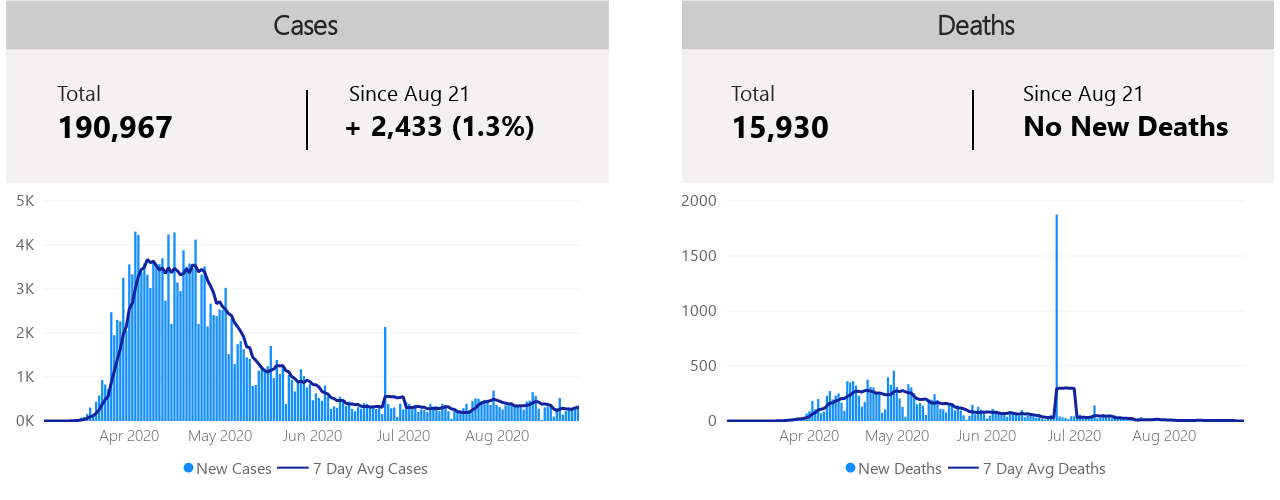 Cases
Total
190,967
Since Aug 21
+ 2,433 (1.3%)
5K
4K
3K
2K
1K
0K
Apr 2020 May 2020 Jun 2020 Jul 2020 Aug 2020
New Cases 7 Day Avg Cases
Deaths
Total
15,930
Since Aug 21
No New Deaths
2000
1500
1000
500
0
Apr 2020 May 2020 Jun 2020 Jul 2020 Aug 2020
New Deaths 7 Day Avg Deaths